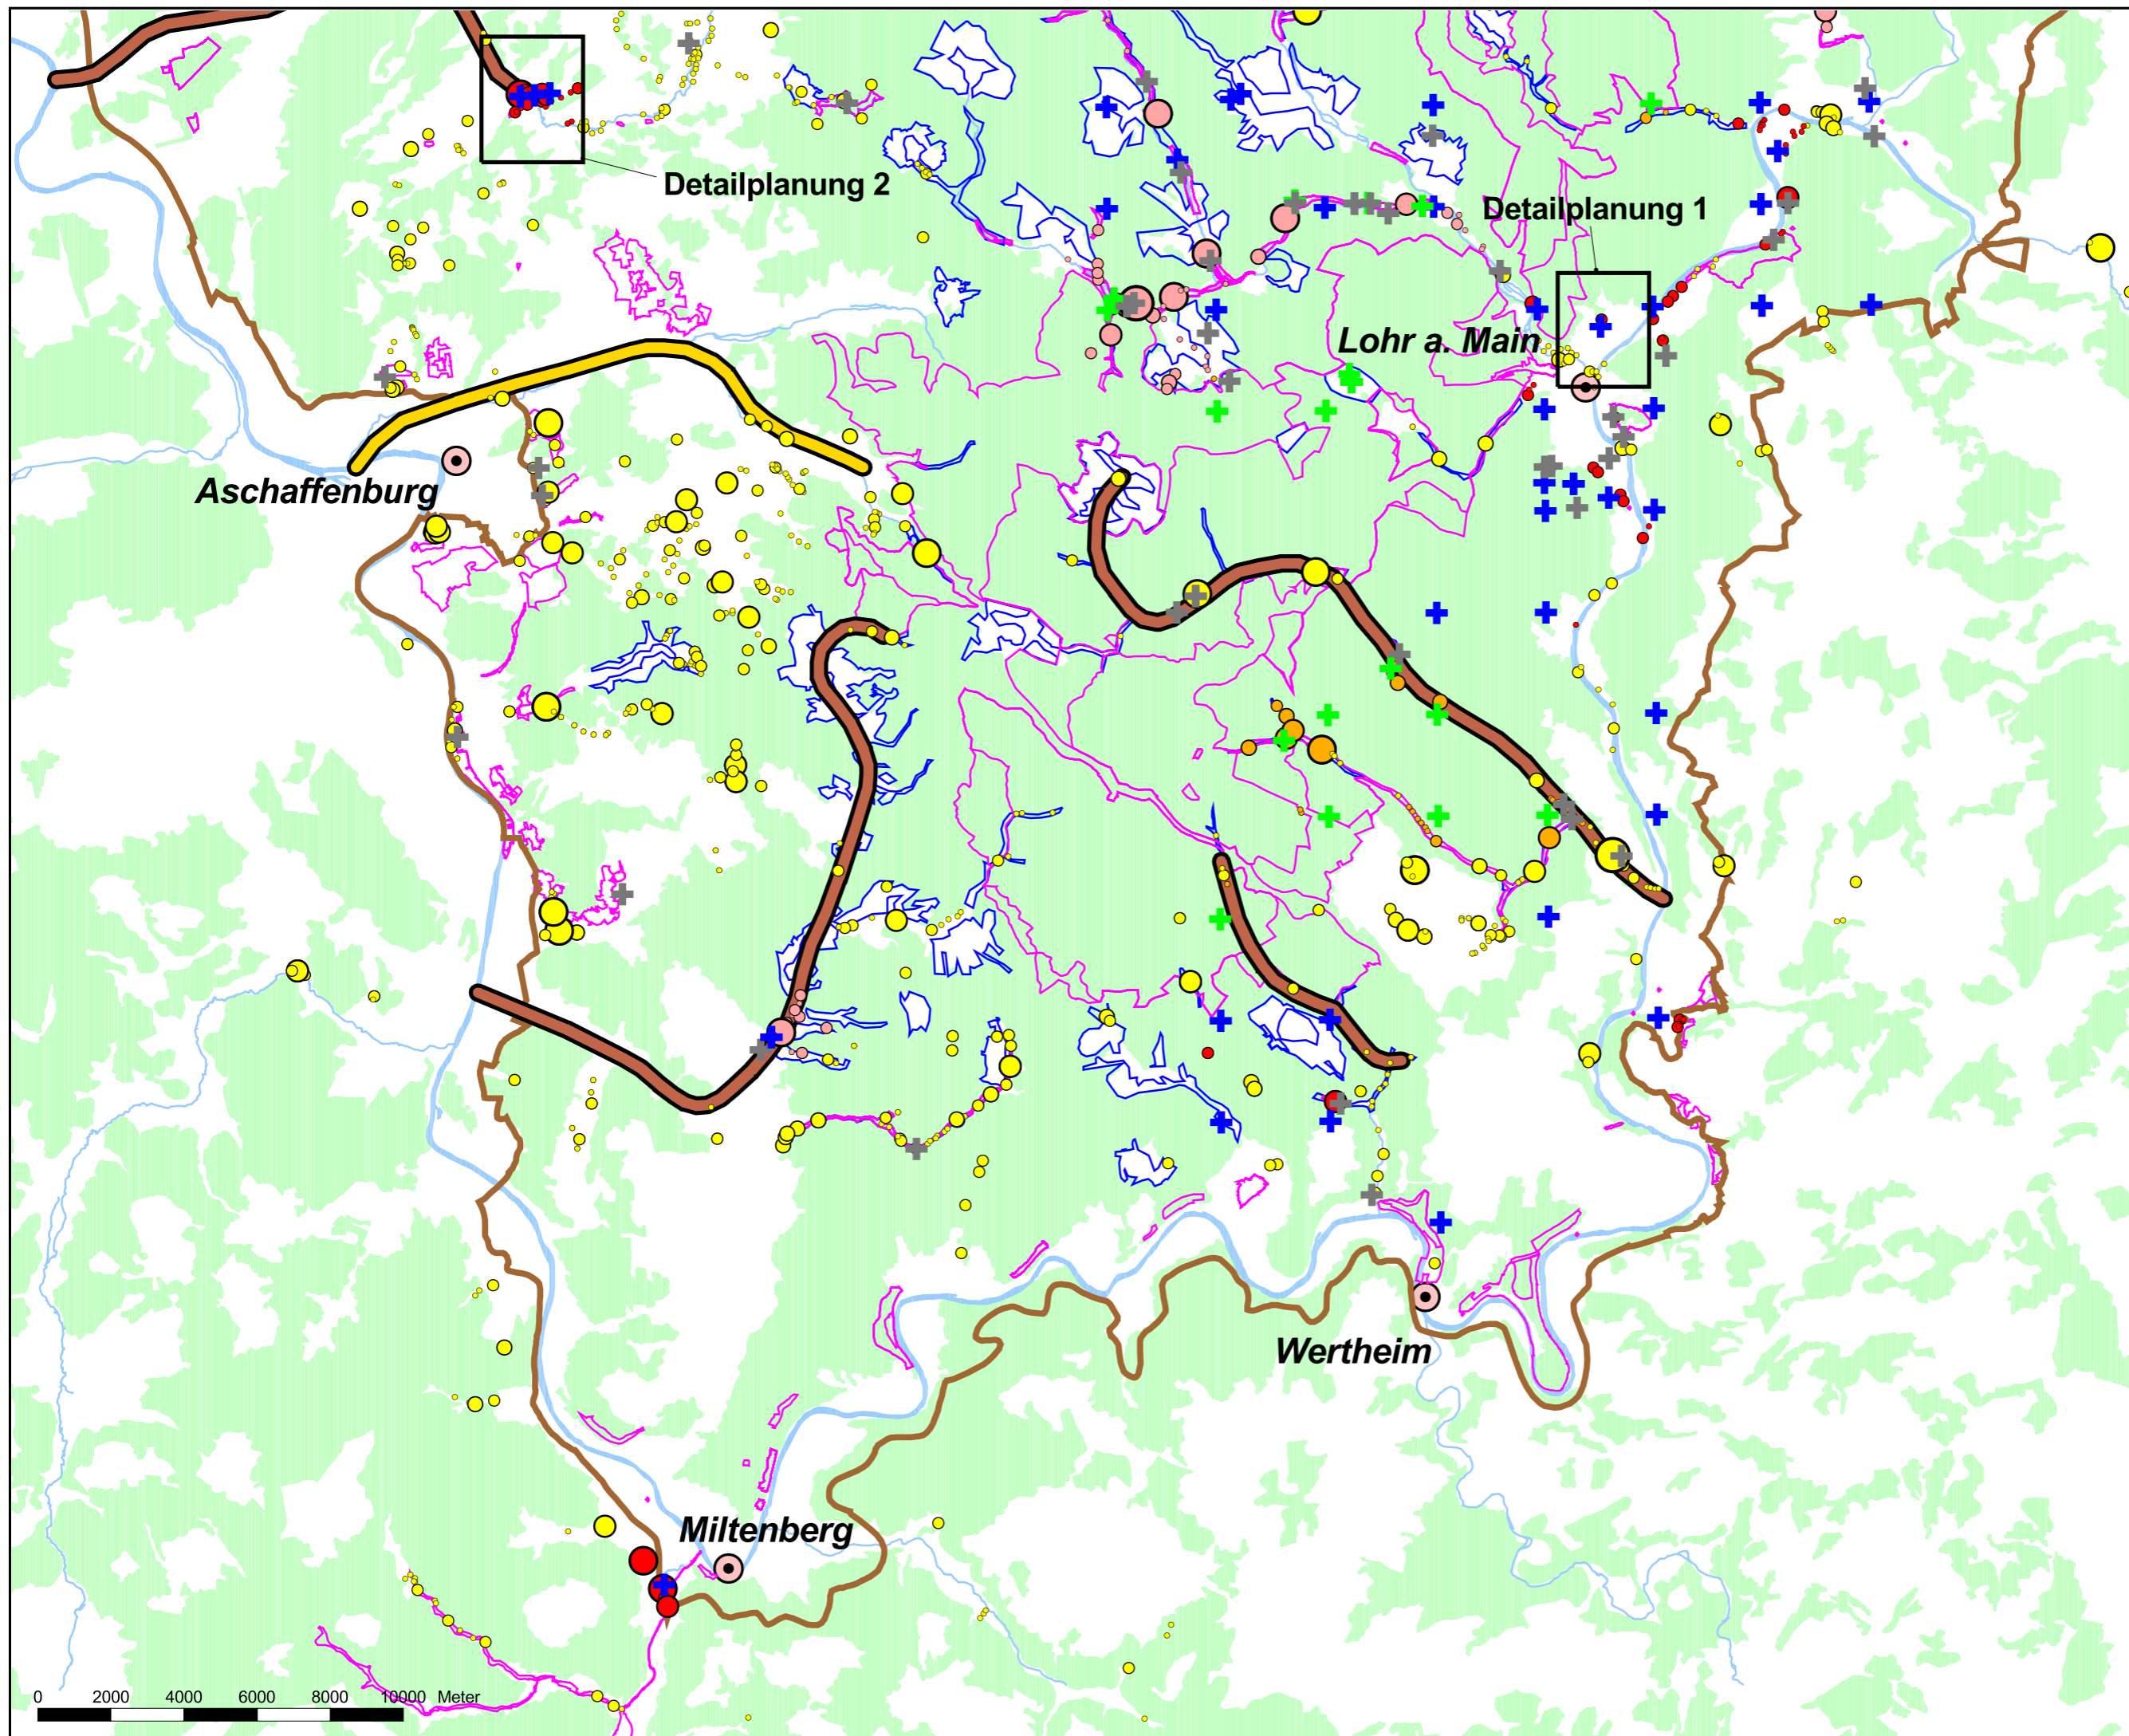 Detailplanung 2
Detailplanung 1
Lohr a. Main
Aschaffenburg
Wertheim
Miltenberg
0 2000 4000 6000 8000 10000 Meter